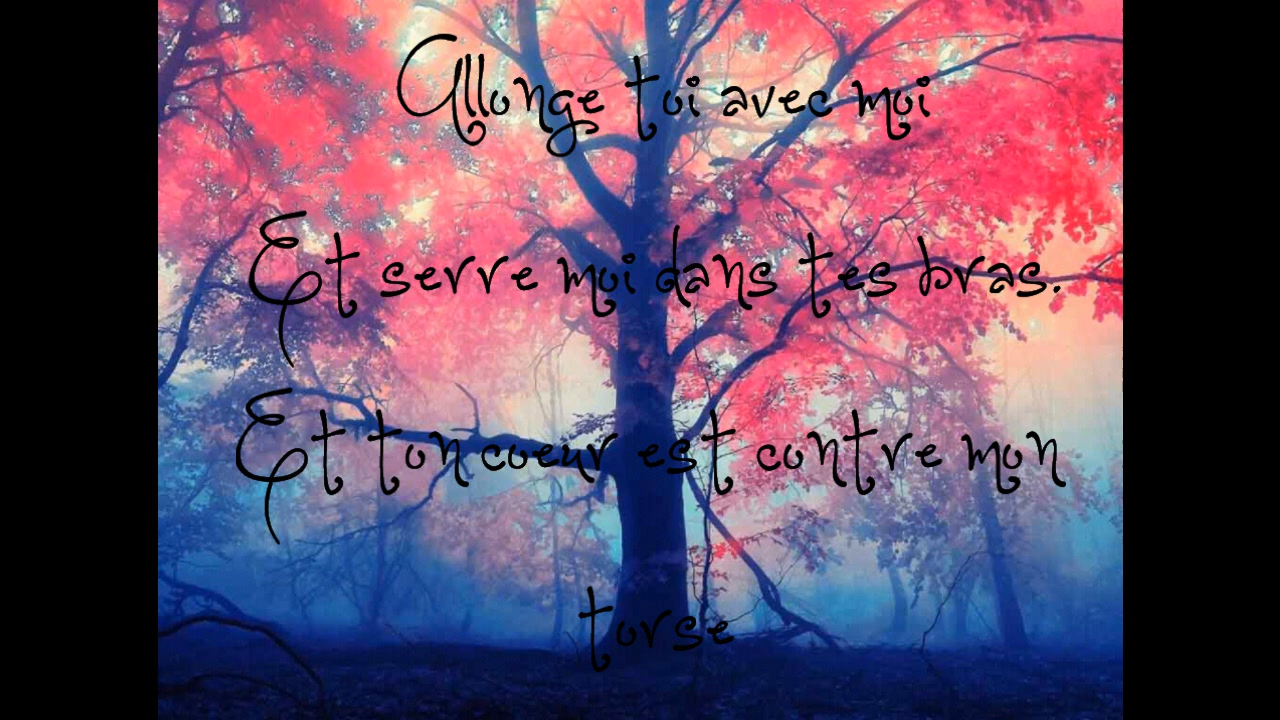 Allonge toi avec moi
Et serre moi dans tes bras.
Et ton coeur est contre mon
torse